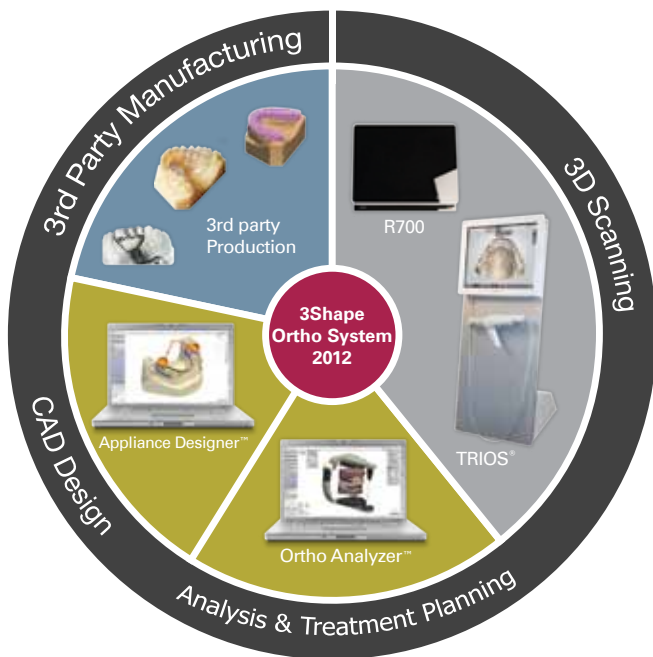 3rd Party Manufacturing
3D Scanning
R700
3rd party
Production
TRIOS®
3Shape
Ortho System
2012
Appliance Designer™
Ortho Analyzer™
CAD Design
Analysis & Treatment Planning